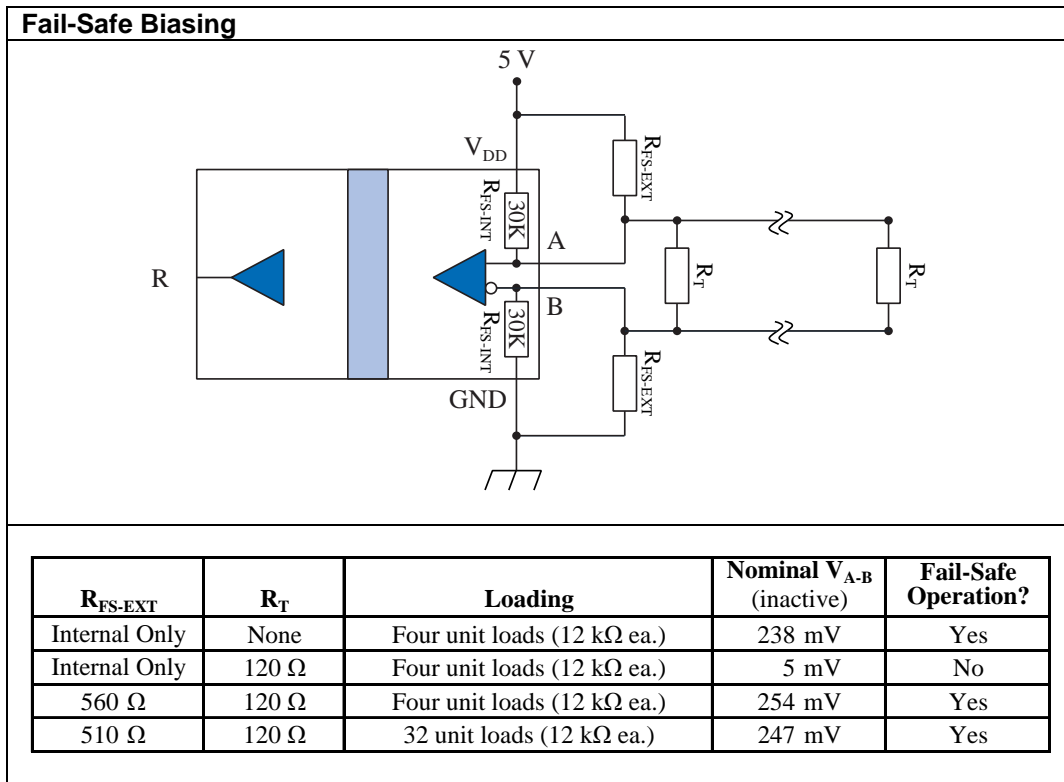 Fail-Safe Biasing
5 V
V_DD
R_FS-EXT
R_FS-INT
30K
A
R
R_T
R_T
B
R_FS-INT
30K
R_FS-EXT
GND
R_FS-EXT | R_T | Loading | Nominal V_A-B (inactive) | Fail-Safe Operation?
Internal Only | None | Four unit loads (12 kΩ ea.) | 238 mV | Yes
Internal Only | 120 Ω | Four unit loads (12 kΩ ea.) | 5 mV | No
560 Ω | 120 Ω | Four unit loads (12 kΩ ea.) | 254 mV | Yes
510 Ω | 120 Ω | 32 unit loads (12 kΩ ea.) | 247 mV | Yes